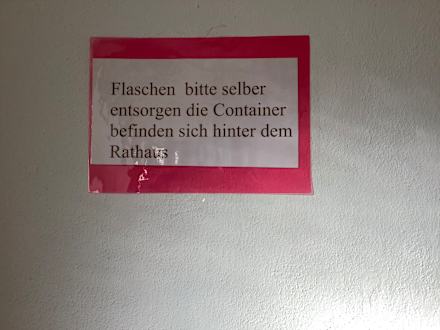 Flaschen bitte selber
entsorgen die Container
befinden sich hinter dem
Rathaus